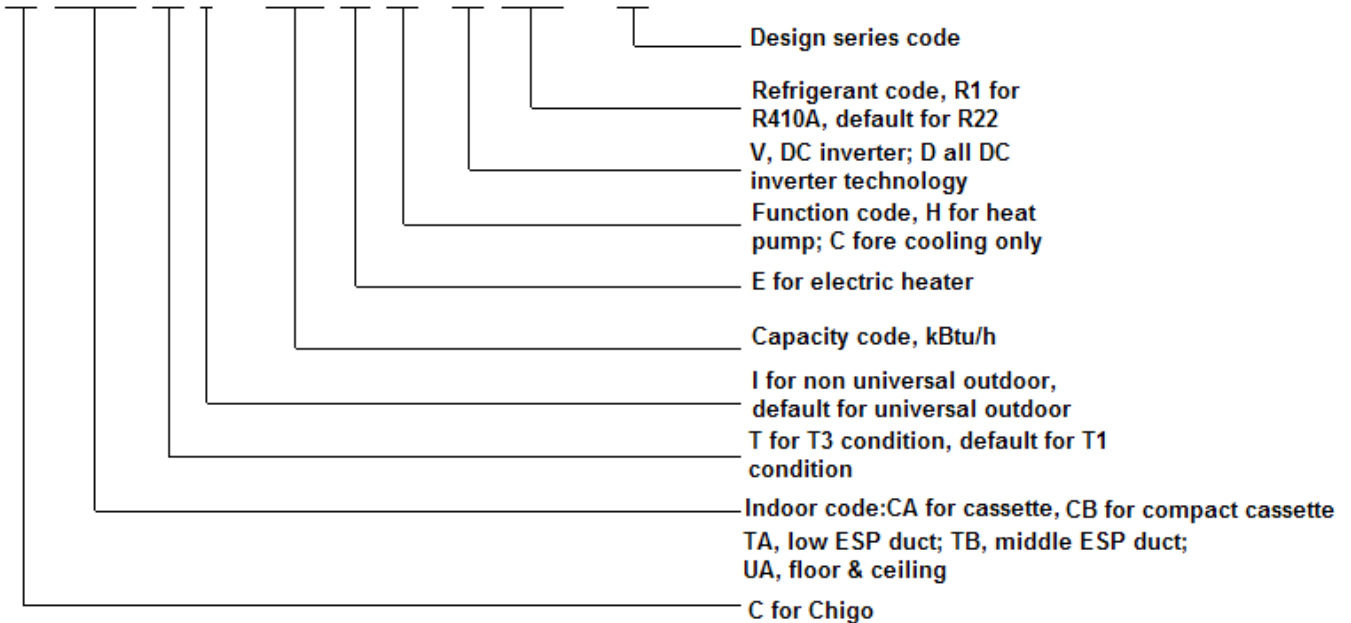 Design series code
Refrigerant code, R1 for
R410A, default for R22
V, DC inverter; D all DC
inverter technology
Function code, H for heat
pump; C fore cooling only
E for electric heater
Capacity code, kBtu/h
I for non universal outdoor,
default for universal outdoor
T for T3 condition, default for T1
condition
Indoor code:CA for cassette, CB for compact cassette
TA, low ESP duct; TB, middle ESP duct;
UA, floor & ceiling
C for Chigo